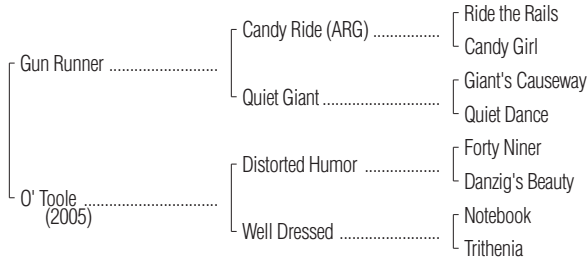 Ride the Rails
Candy Ride (ARG) ..................
Candy Girl
Gun Runner .............................
Giant's Causeway
Quiet Giant ...............................
Quiet Dance
Forty Niner
Distorted Humor ....................
Danzig's Beauty
O' Toole ....................................
(2005)
Notebook
Well Dressed ...........................
Trithenia